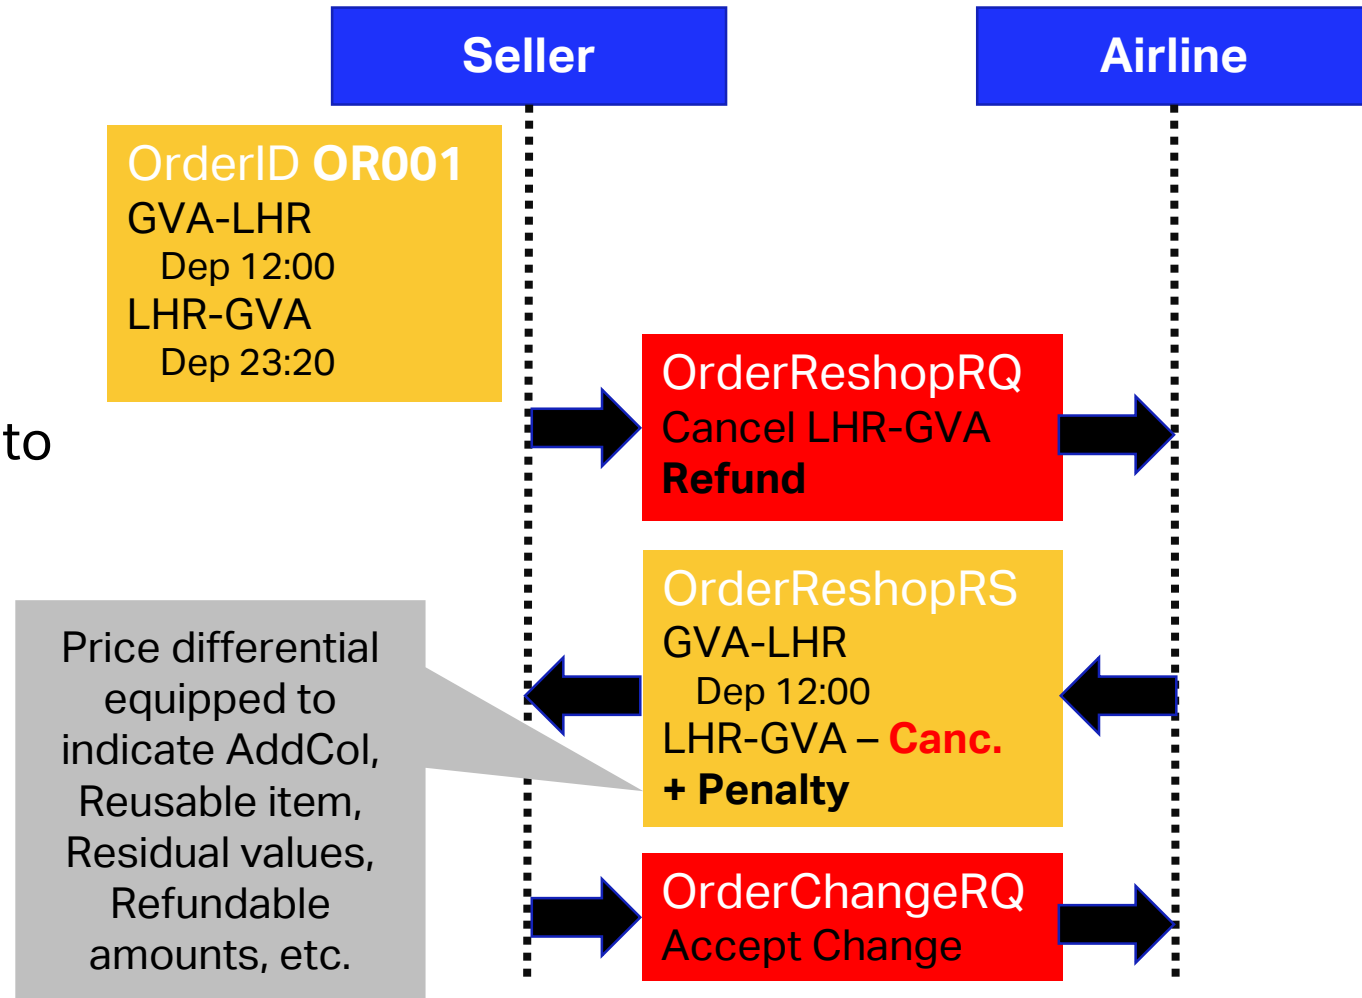 Seller
Airline
OrderID OR001
GVA-LHR
Dep 12:00
LHR-GVA
Dep 23:20
to
OrderReshopRQ
Cancel LHR-GVA
Refund
OrderReshopRS
GVA-LHR
Dep 12:00
LHR-GVA – Canc.
+ Penalty
Price differential
equipped to
indicate AddCol,
Reusable item,
Residual values,
Refundable
amounts, etc.
OrderChangeRQ
Accept Change